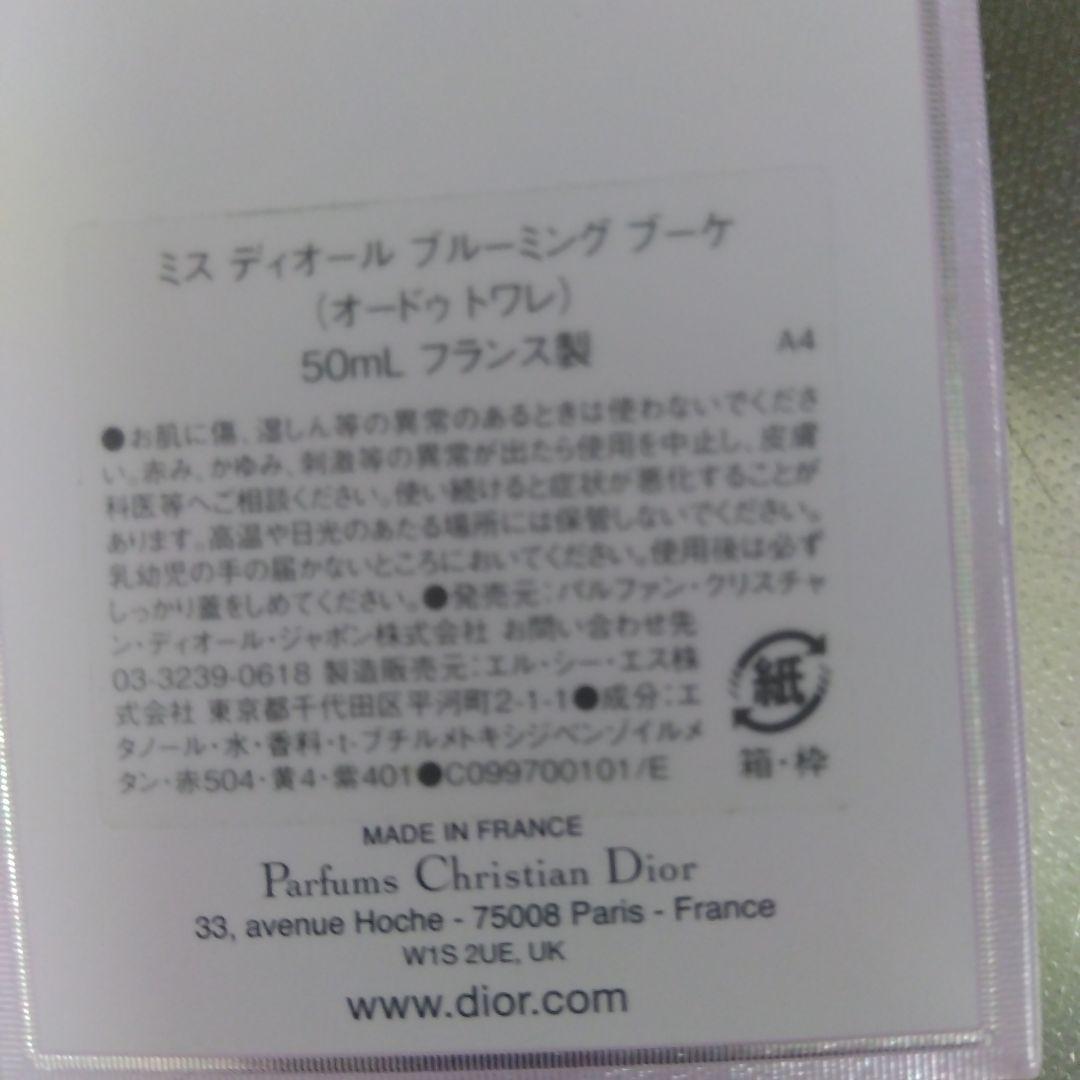 ミス ディオール ブルーミング ブーケ
(オードゥ トワレ)
50mL フランス製
A4
●お肌に傷、湿しん等の異常のあるときは使わないでくださ
い。赤み、かゆみ、刺激等の異常が出たら使用を中止し、皮膚
科医等へご相談ください。使い続けると症状が悪化することが
あります。高温や日光のあたる場所には保管しないでください。
乳幼児の手の届かないところにおいてください。使用後は必ず
しっかり蓋をしめてください。●発売元:パルファン・クリスチャ
ン・ディオール・ジャポン株式会社 お問い合わせ先
03-3239-0618 製造販売元:エル・シー・エス株
式会社 東京都千代田区平河町2-1-1●成分:エ
タノール・水・香料・t-ブチルメトキシジベンゾイルメ
タン・赤504・黄4・紫401●C099700101/E
紙
箱・枠
MADE IN FRANCE
Parfums Christian Dior
33, avenue Hoche - 75008 Paris - France
W1S 2UE, UK
www.dior.com